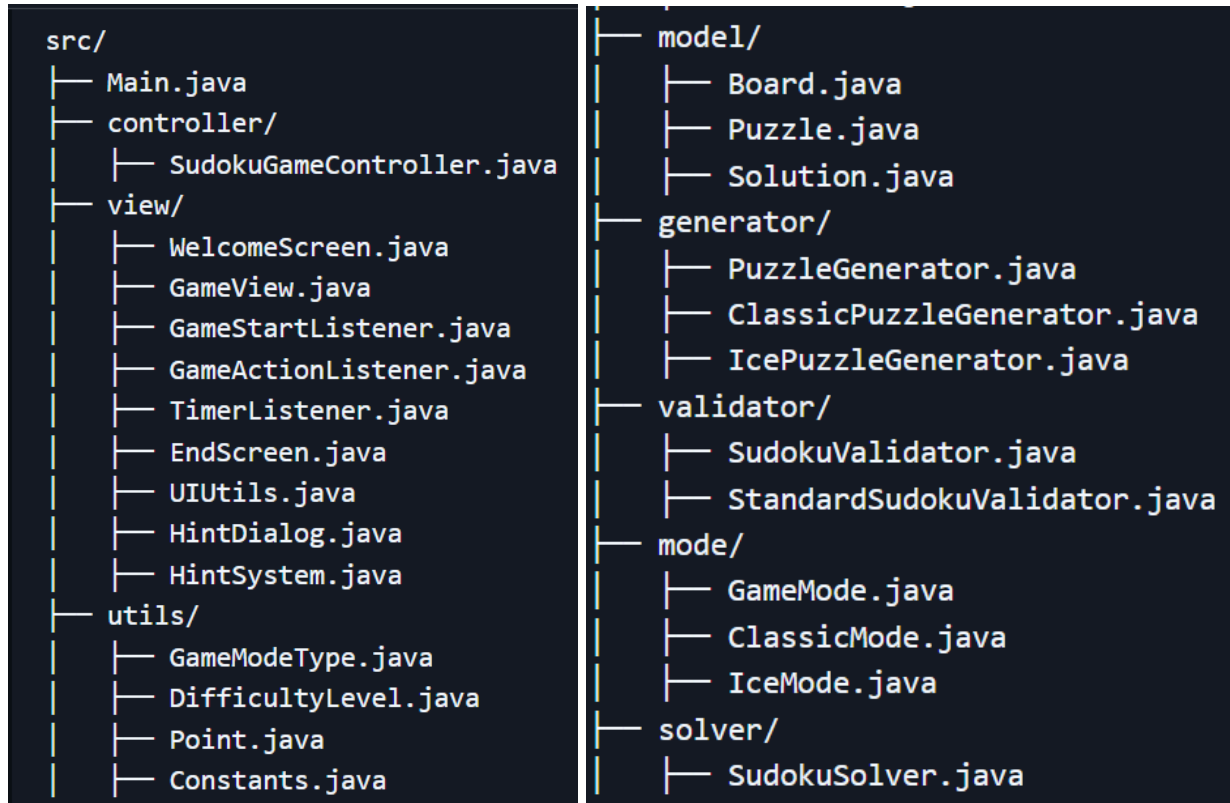 src/
├── Main.java
├── controller/
│   ├── SudokuGameController.java
├── view/
│   ├── WelcomeScreen.java
│   ├── GameView.java
│   ├── GameStartListener.java
│   ├── GameActionListener.java
│   ├── TimerListener.java
│   ├── EndScreen.java
│   ├── UIUtils.java
│   ├── HintDialog.java
│   ├── HintSystem.java
├── utils/
│   ├── GameModeType.java
│   ├── DifficultyLevel.java
│   ├── Point.java
│   ├── Constants.java
├── model/
│   ├── Board.java
│   ├── Puzzle.java
│   ├── Solution.java
├── generator/
│   ├── PuzzleGenerator.java
│   ├── ClassicPuzzleGenerator.java
│   ├── IcePuzzleGenerator.java
├── validator/
│   ├── SudokuValidator.java
│   ├── StandardSudokuValidator.java
├── mode/
│   ├── GameMode.java
│   ├── ClassicMode.java
│   ├── IceMode.java
├── solver/
│   ├── SudokuSolver.java